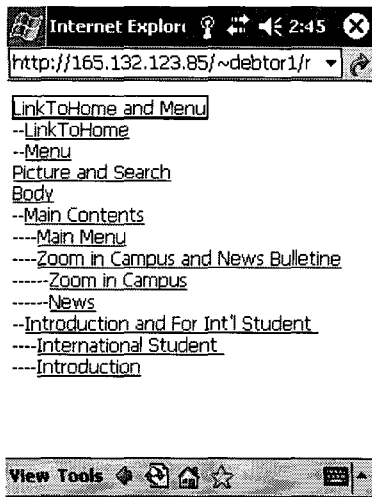 Internet Explor 2:45
http://165.132.123.85/~debtor1/r
LinkToHome and Menu
--LinkToHome
--Menu
Picture and Search
Body
--Main Contents
----Main Menu
----Zoom in Campus and News Bulletine
------Zoom in Campus
------News
--Introduction and For Int'l Student
----International Student
----Introduction
View Tools